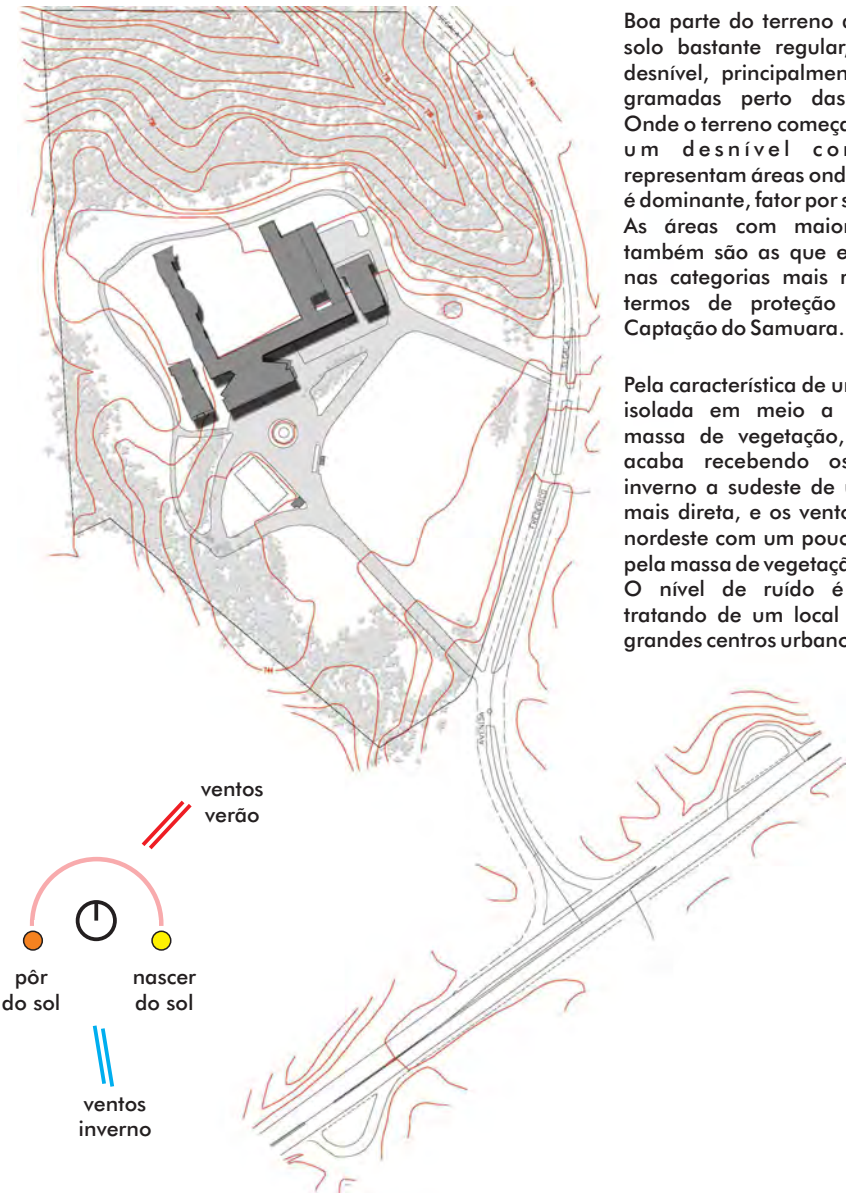 Boa parte do terreno
solo bastante regular,
desnível, principalmen
gramadas perto das
Onde o terreno começa
um desnível con
representam áreas ond
é dominante, fator por s
As áreas com maior
também são as que e
nas categorias mais r
termos de proteção
Captação do Samuara.
Pela característica de u
isolada em meio a
massa de vegetação,
acaba recebendo os
inverno a sudeste de
mais direta, e os vento
nordeste com um pouc
pela massa de vegetaçã
O nível de ruído é
tratando de um local
grandes centros urbano
AVENIDA
FREDERICO
SEGALA
ventos
verão
pôr
do sol
nascer
do sol
ventos
inverno